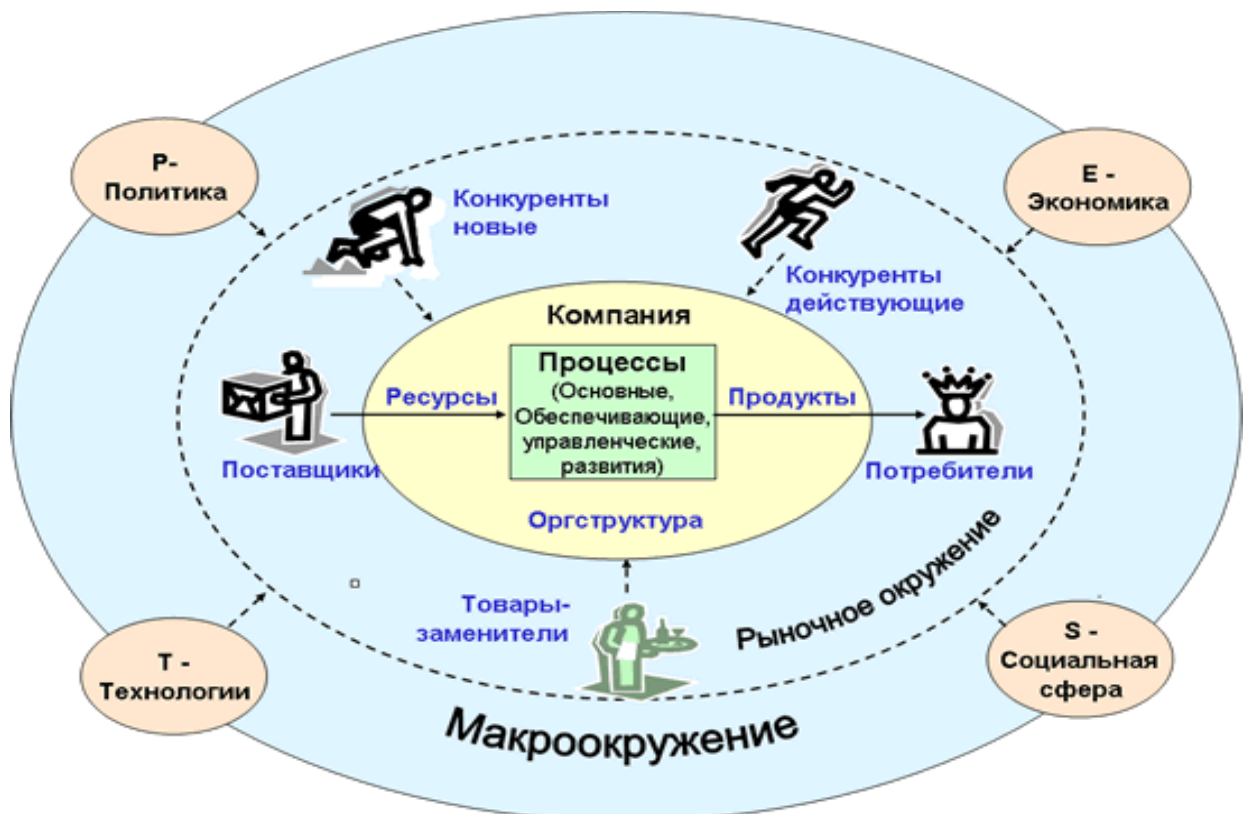 P-
Политика
E -
Экономика
Конкуренты
новые
Конкуренты
действующие
Компания
Процессы
(Основные,
Обеспечивающие,
управленческие,
развития)
Ресурсы
Продукты
Поставщики
Потребители
Оргструктура
Товары-
заменители
Рыночное окружение
T -
Технологии
S -
Социальная
сфера
Макроокружение